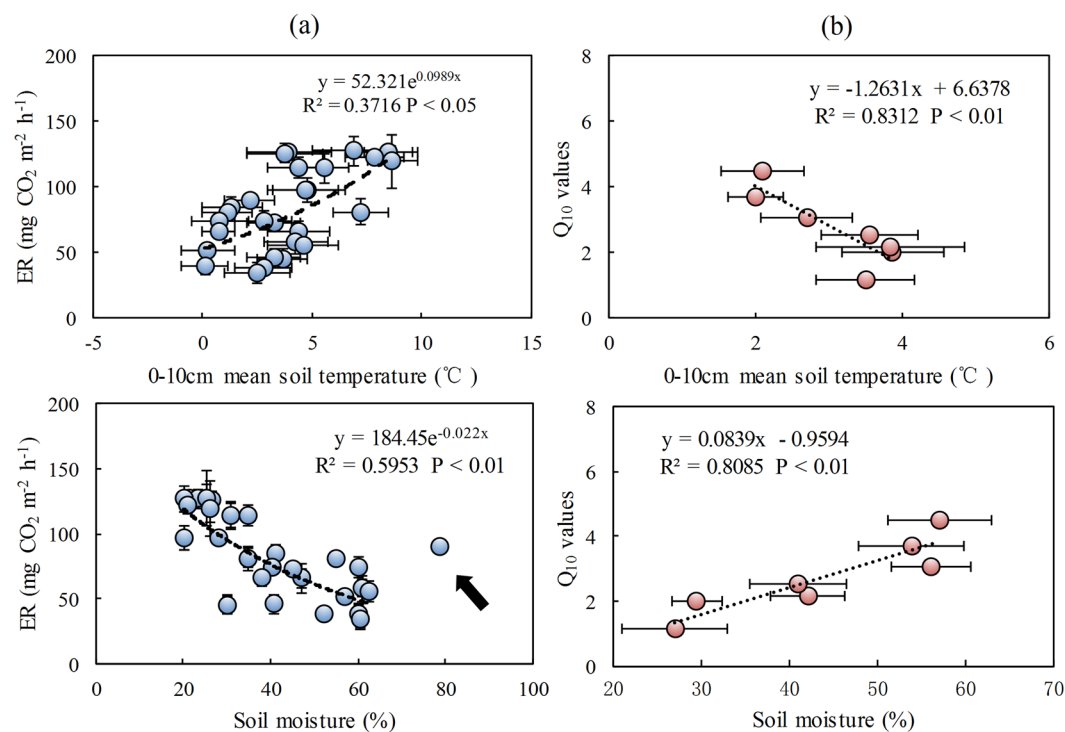 (a)
(b)
200
150
100
50
0
-5
0
5
10
15
ER (mg CO₂ m⁻² h⁻¹)
y = 52.321e^0.0989x
R² = 0.3716 P < 0.05
0-10cm mean soil temperature (℃)
8
6
4
2
0
0
2
4
6
Q₁₀ values
y = -1.2631x + 6.6378
R² = 0.8312 P < 0.01
0-10cm mean soil temperature (℃)
200
150
100
50
0
0
20
40
60
80
100
ER (mg CO₂ m⁻² h⁻¹)
y = 184.45e^-0.022x
R² = 0.5953 P < 0.01
Soil moisture (%)
8
6
4
2
0
20
30
40
50
60
70
Q₁₀ values
y = 0.0839x - 0.9594
R² = 0.8085 P < 0.01
Soil moisture (%)